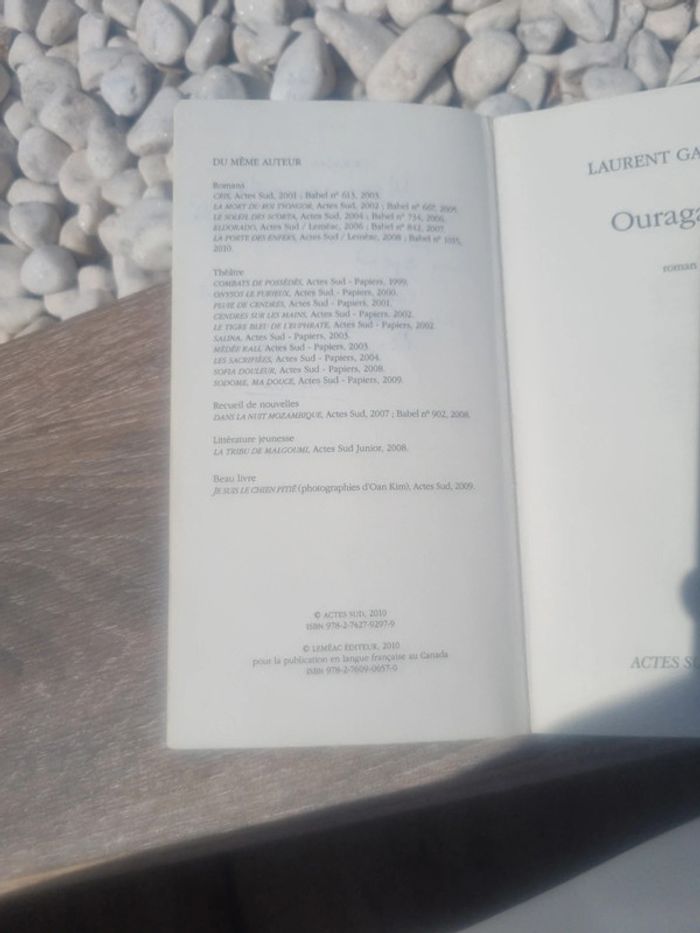 DU MÊME AUTEUR
Romans
CRIS, Actes Sud, 2001 ; Babel n° 613, 2003.
LA MORT DU ROI TSONGOR, Actes Sud, 2002 ; Babel n° 667, 2005.
LE SOLEIL DES SCORTA, Actes Sud, 2004 ; Babel n° 734, 2006.
ELDORADO, Actes Sud / Leméac, 2006 ; Babel n° 842, 2007.
LA PORTE DES ENFERS, Actes Sud / Leméac, 2008 ; Babel n° 1015,
2010.
Théâtre
COMBATS DE POSSÉDÉS, Actes Sud - Papiers, 1999.
ONYSOS LE FURIEUX, Actes Sud - Papiers, 2000.
PLUIE DE CENDRES, Actes Sud - Papiers, 2001.
CENDRES SUR LES MAINS, Actes Sud - Papiers, 2002.
LE TIGRE BLEU DE L'EUPHRATE, Actes Sud - Papiers, 2002.
SALINA, Actes Sud - Papiers, 2003.
MÉDÉE KALI, Actes Sud - Papiers, 2003.
LES SACRIFIÉES, Actes Sud - Papiers, 2004.
SOFIA DOULEUR, Actes Sud - Papiers, 2008.
SODOME, MA DOUCE, Actes Sud - Papiers, 2009.
Recueil de nouvelles
DANS LA NUIT MOZAMBIQUE, Actes Sud, 2007 ; Babel n° 902, 2008.
Littérature jeunesse
LA TRIBU DE MALGOUMI, Actes Sud Junior, 2008.
Beau livre
JE SUIS LE CHIEN PITIÉ (photographies d'Oan Kim), Actes Sud, 2009.
© ACTES SUD, 2010
ISBN 978-2-7427-9297-9
© LEMÉAC ÉDITEUR, 2010
pour la publication en langue française au Canada
ISBN 978-2-7609-0657-0
LAURENT GA
Ouraga
roman
ACTES SU